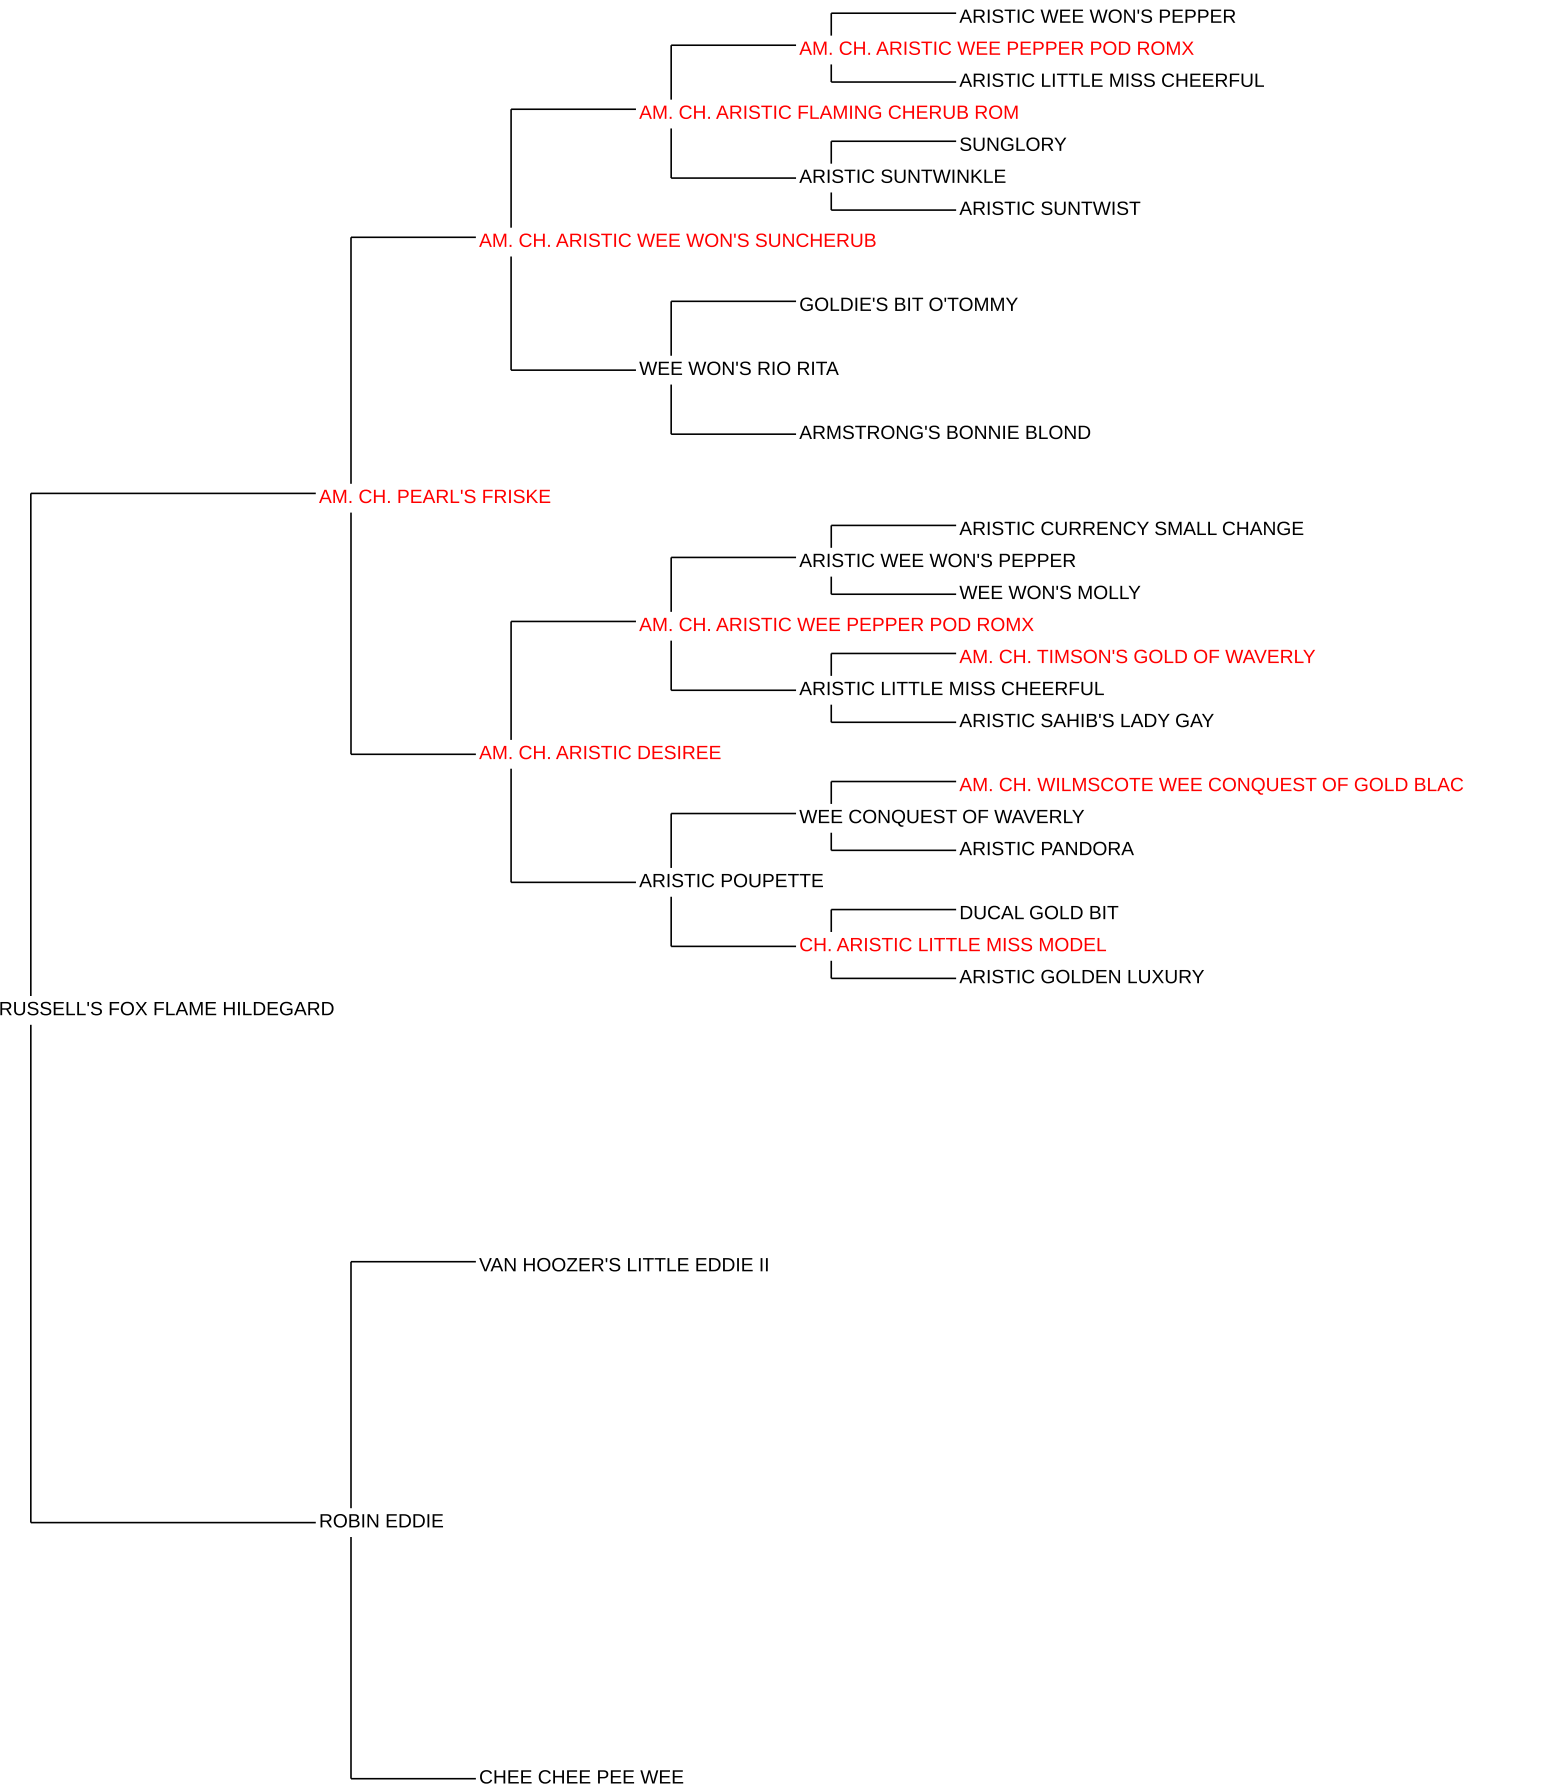 ARISTIC WEE WON'S PEPPER
AM. CH. ARISTIC WEE PEPPER POD ROMX
ARISTIC LITTLE MISS CHEERFUL
AM. CH. ARISTIC FLAMING CHERUB ROM
SUNGLORY
ARISTIC SUNTWINKLE
ARISTIC SUNTWIST
AM. CH. ARISTIC WEE WON'S SUNCHERUB
GOLDIE'S BIT O'TOMMY
WEE WON'S RIO RITA
ARMSTRONG'S BONNIE BLOND
AM. CH. PEARL'S FRISKE
ARISTIC CURRENCY SMALL CHANGE
ARISTIC WEE WON'S PEPPER
WEE WON'S MOLLY
AM. CH. ARISTIC WEE PEPPER POD ROMX
AM. CH. TIMSON'S GOLD OF WAVERLY
ARISTIC LITTLE MISS CHEERFUL
ARISTIC SAHIB'S LADY GAY
AM. CH. ARISTIC DESIREE
AM. CH. WILMSCOTE WEE CONQUEST OF GOLD BLAC
WEE CONQUEST OF WAVERLY
ARISTIC PANDORA
ARISTIC POUPETTE
DUCAL GOLD BIT
CH. ARISTIC LITTLE MISS MODEL
ARISTIC GOLDEN LUXURY
RUSSELL'S FOX FLAME HILDEGARD
VAN HOOZER'S LITTLE EDDIE II
ROBIN EDDIE
CHEE CHEE PEE WEE